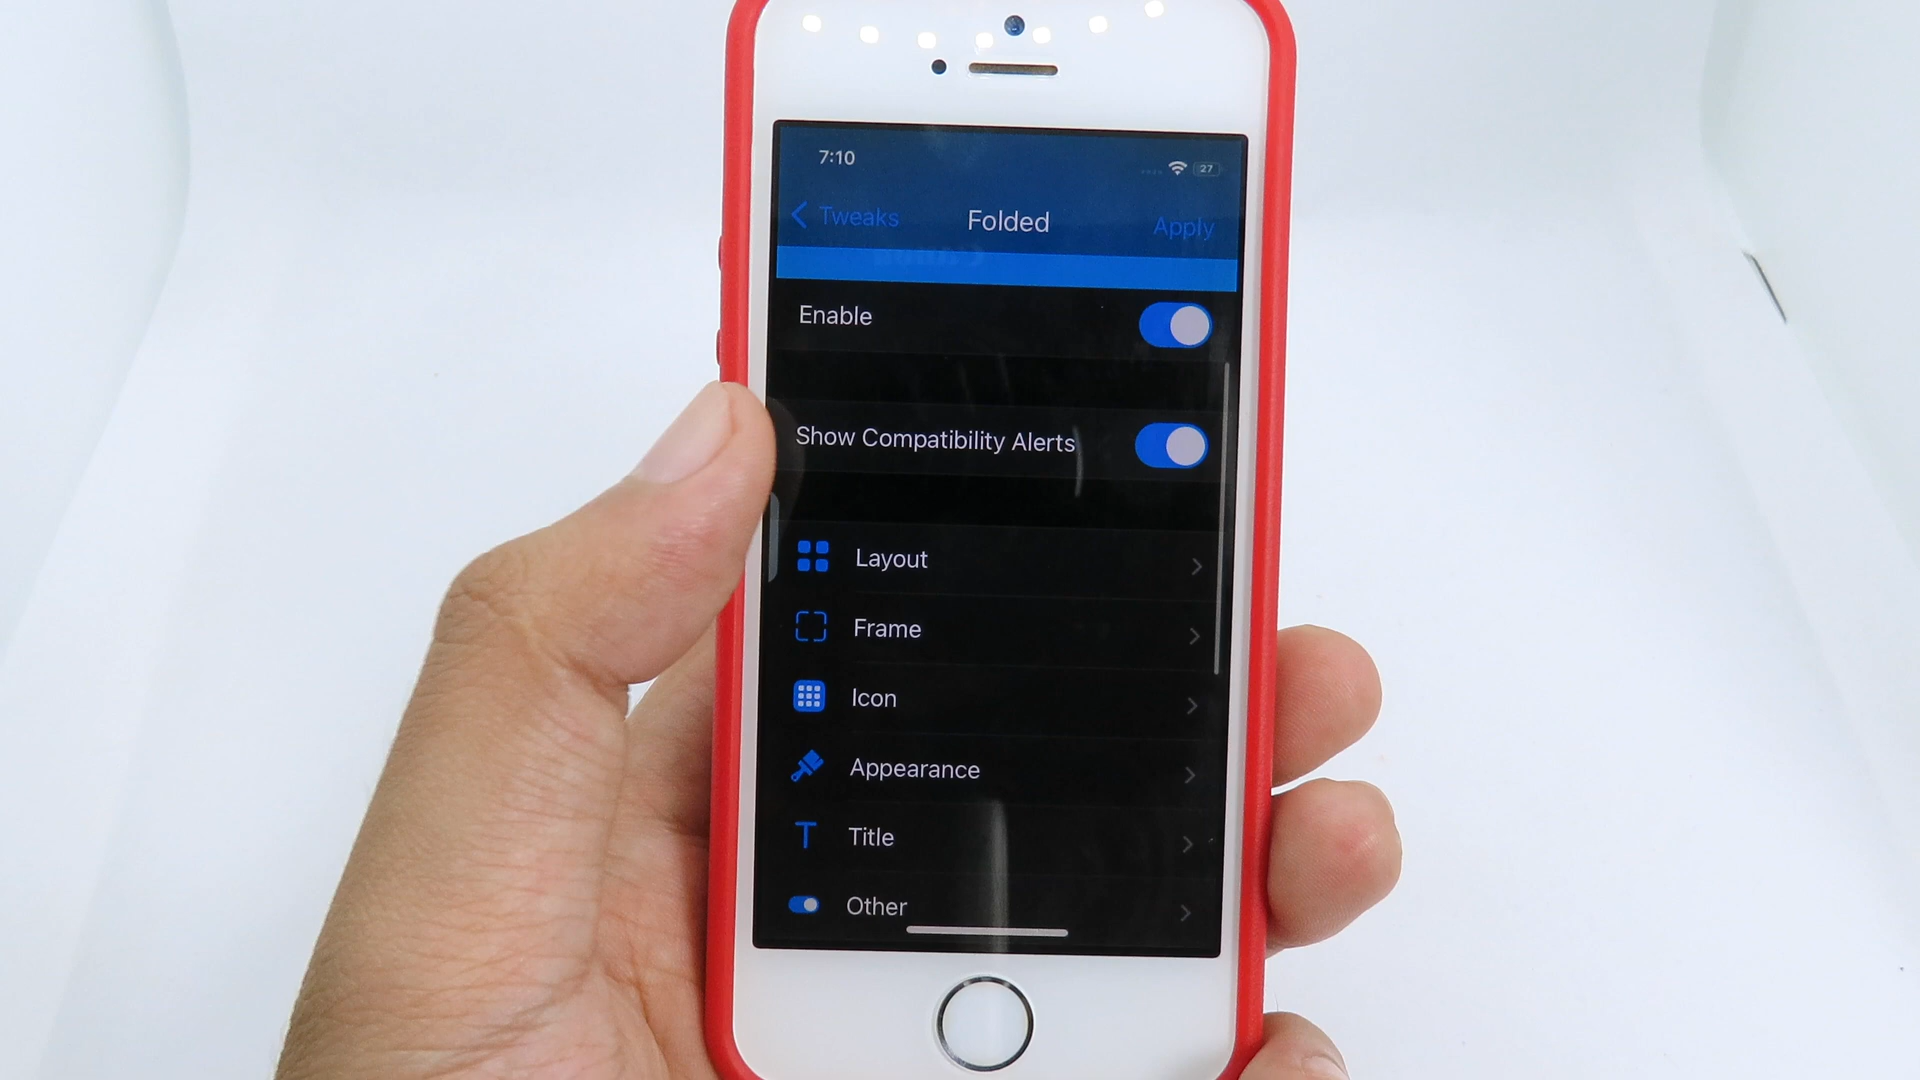 7:10
27
Tweaks
Folded
Apply
Enable
Show Compatibility Alerts
Layout
Frame
Icon
Appearance
Title
Other